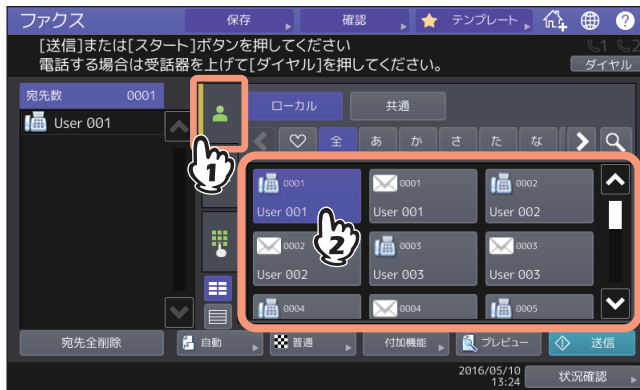 ファクス
保存
確認
テンプレート
[送信]または[スタート]ボタンを押してください
電話する場合は受話器を上げて[ダイヤル]を押してください。
1
2
ダイヤル
宛先数 0001
User 001
ローカル
共通
全
あ
か
さ
た
な
1
0001
User 001
0001
User 001
0002
User 002
2
0002
User 002
0003
User 003
0003
User 003
0004
0004
0005
宛先全削除
自動
普通
付加機能
プレビュー
送信
2016/05/10
13:24
状況確認